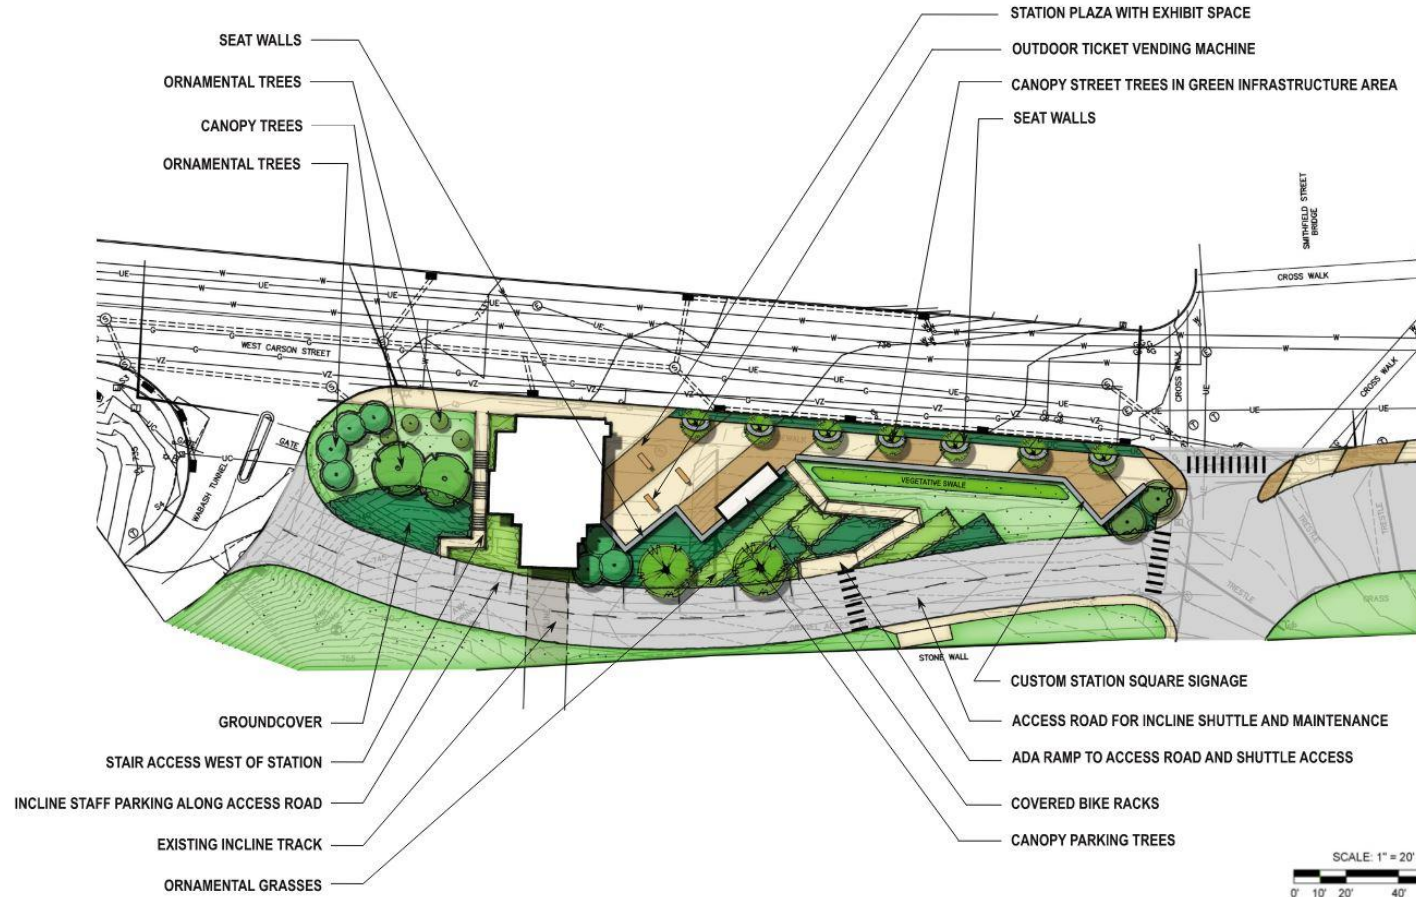 SEAT WALLS
ORNAMENTAL TREES
CANOPY TREES
ORNAMENTAL TREES
STATION PLAZA WITH EXHIBIT SPACE
OUTDOOR TICKET VENDING MACHINE
CANOPY STREET TREES IN GREEN INFRASTRUCTURE AREA
SEAT WALLS
SMITHFIELD STREET
BRIDGE
CROSS WALK
CROSS WALK
CROSS WALK
WEST CARSON STREET
WABASH TUNNEL
GATE
VEGETATIVE SWALE
TRESTLE
TRESTLE
TRESTLE
GRASS
STONE WALL
GROUNDCOVER
STAIR ACCESS WEST OF STATION
INCLINE STAFF PARKING ALONG ACCESS ROAD
EXISTING INCLINE TRACK
ORNAMENTAL GRASSES
CUSTOM STATION SQUARE SIGNAGE
ACCESS ROAD FOR INCLINE SHUTTLE AND MAINTENANCE
ADA RAMP TO ACCESS ROAD AND SHUTTLE ACCESS
COVERED BIKE RACKS
CANOPY PARKING TREES
SCALE: 1" = 20'
0' 10' 20' 40'